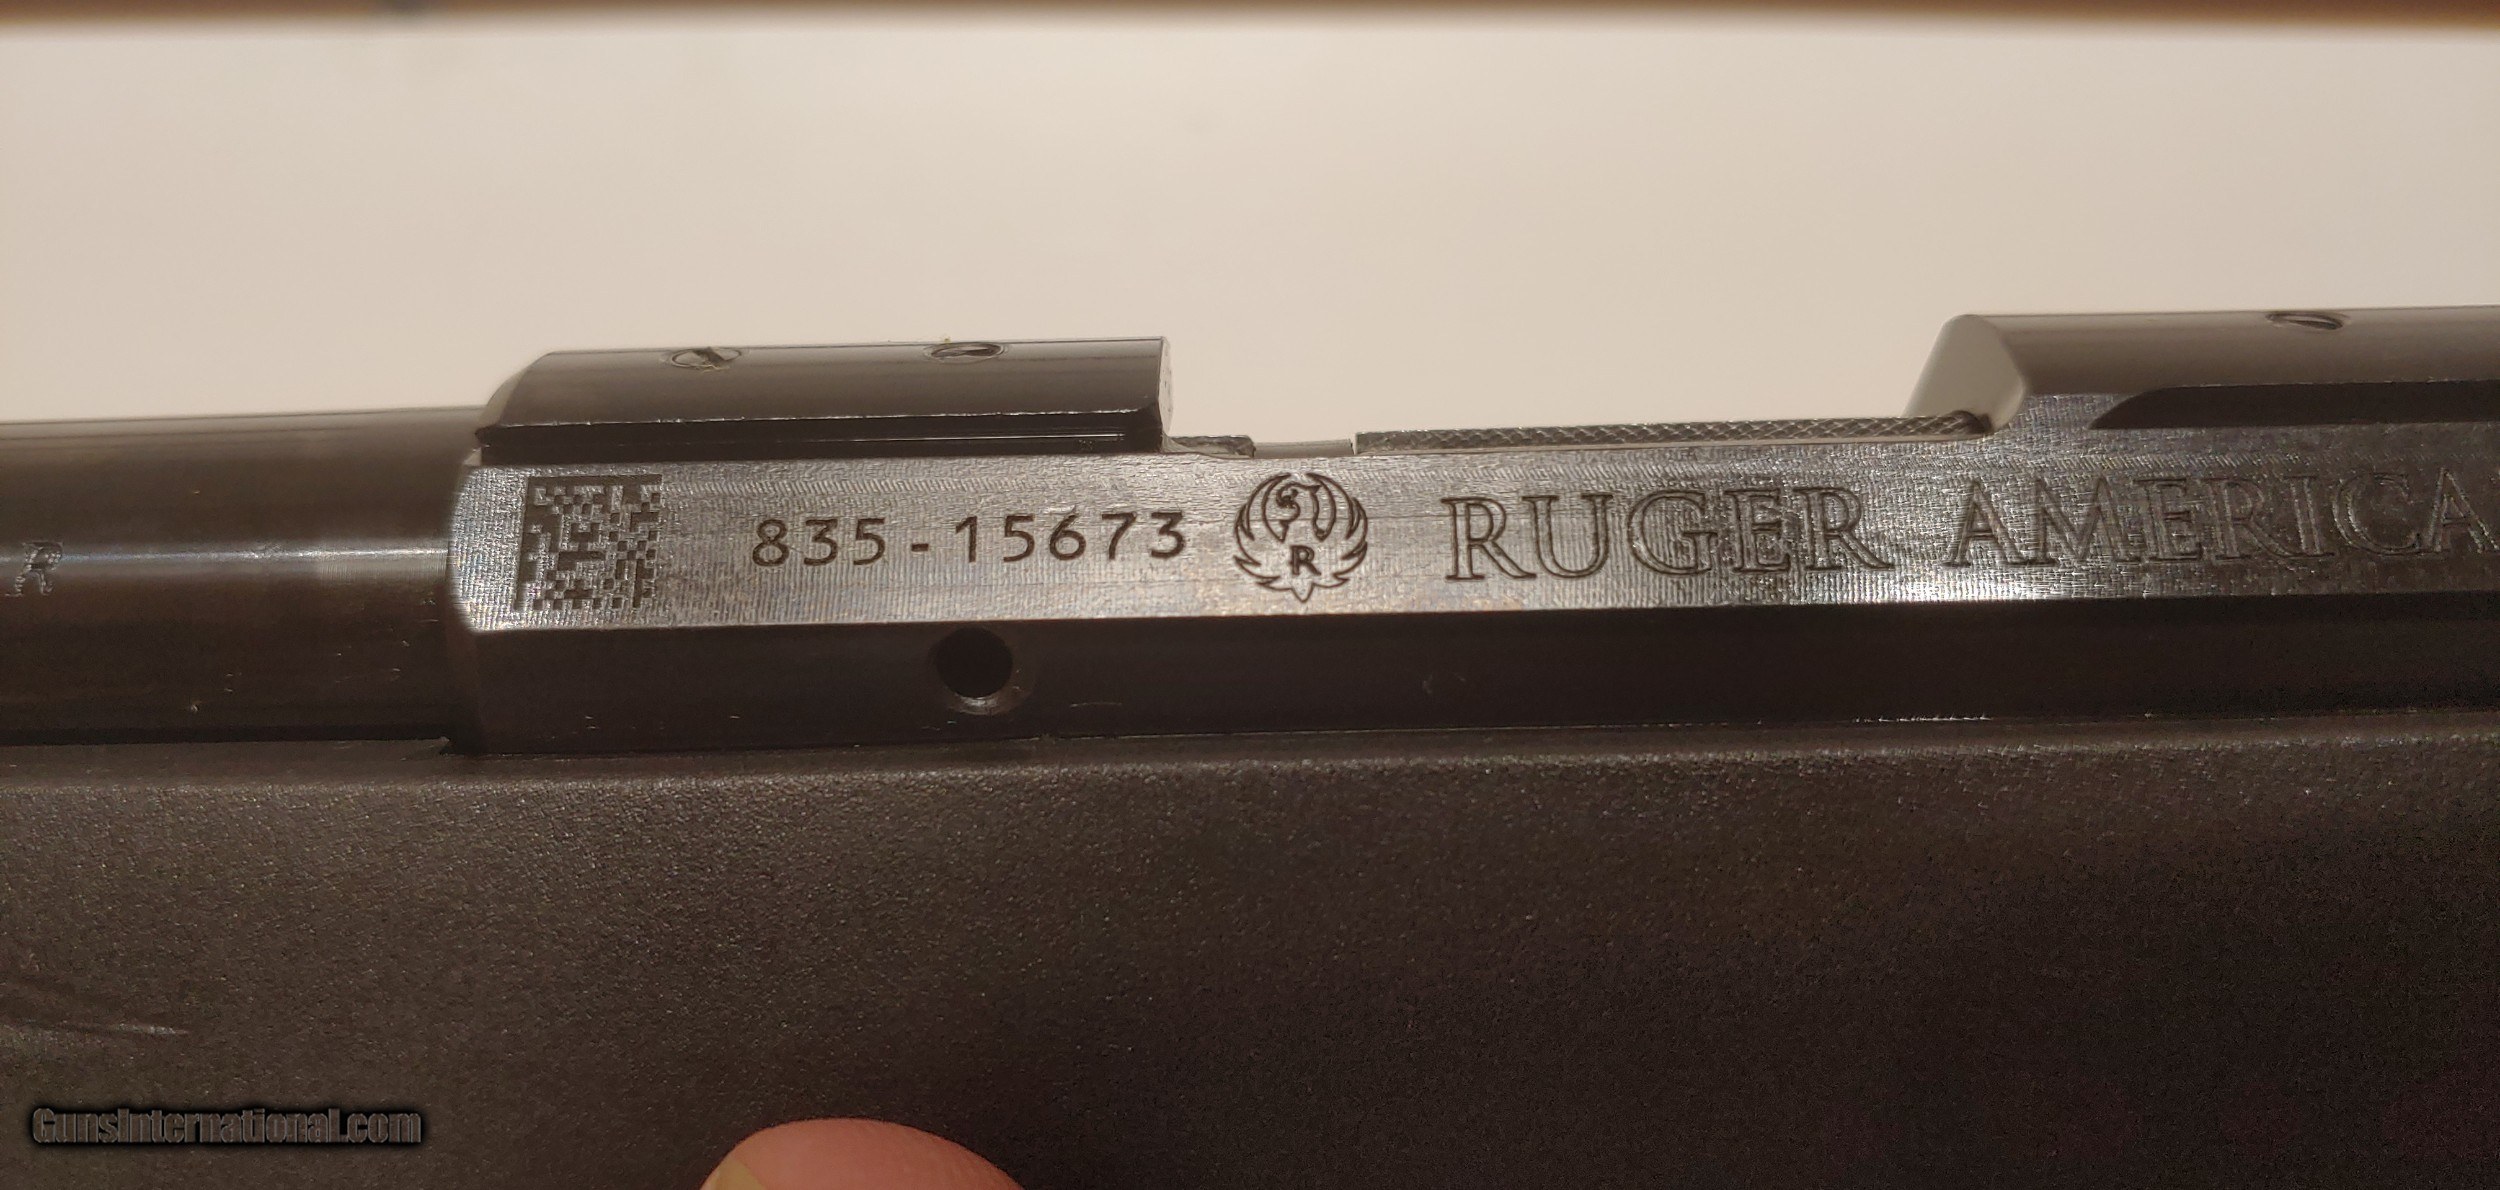 R
835-15673 R RUGER AMERICA
GunsInternational.com